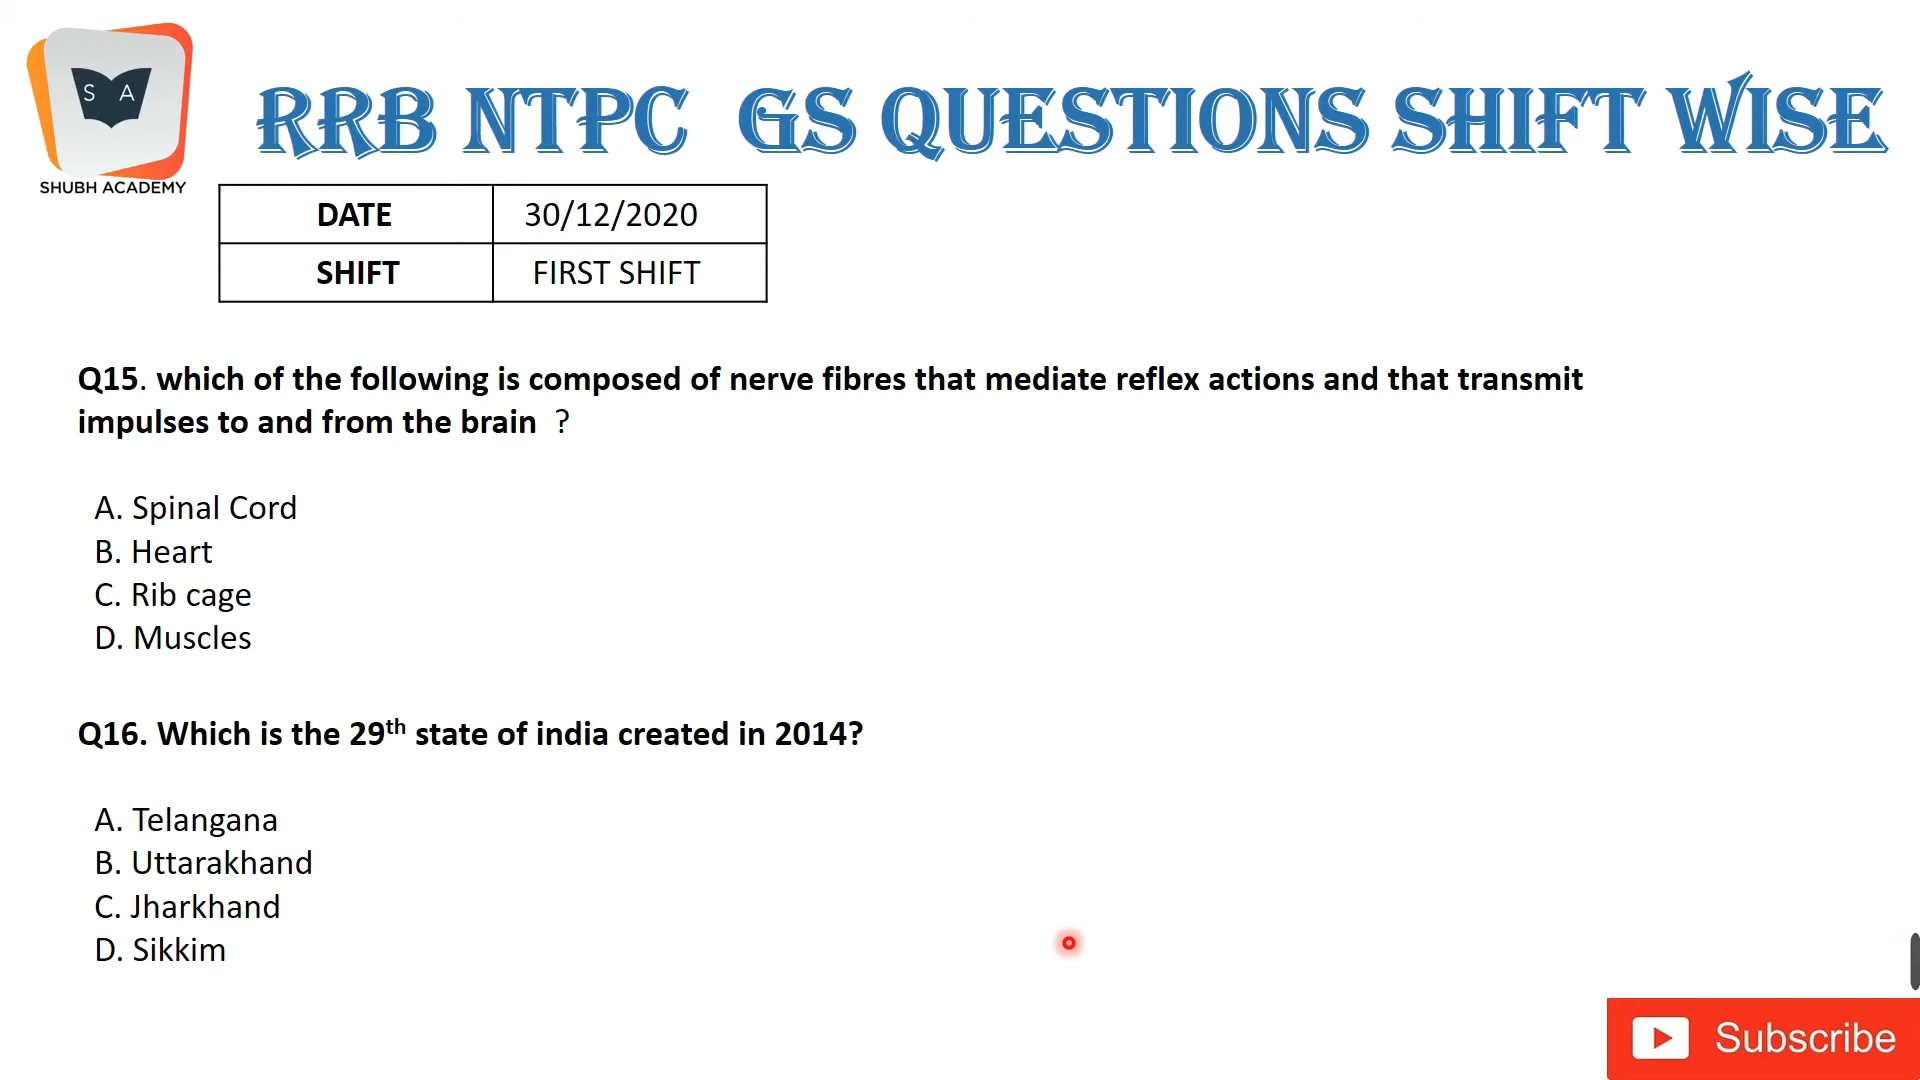 S A
SHUBH ACADEMY
RRB NTPC GS QUESTIONS SHIFT WISE
DATE 30/12/2020
SHIFT FIRST SHIFT
Q15. which of the following is composed of nerve fibres that mediate reflex actions and that transmit
impulses to and from the brain ?
A. Spinal Cord
B. Heart
C. Rib cage
D. Muscles
Q16. Which is the 29th state of india created in 2014?
A. Telangana
B. Uttarakhand
C. Jharkhand
D. Sikkim
Subscribe